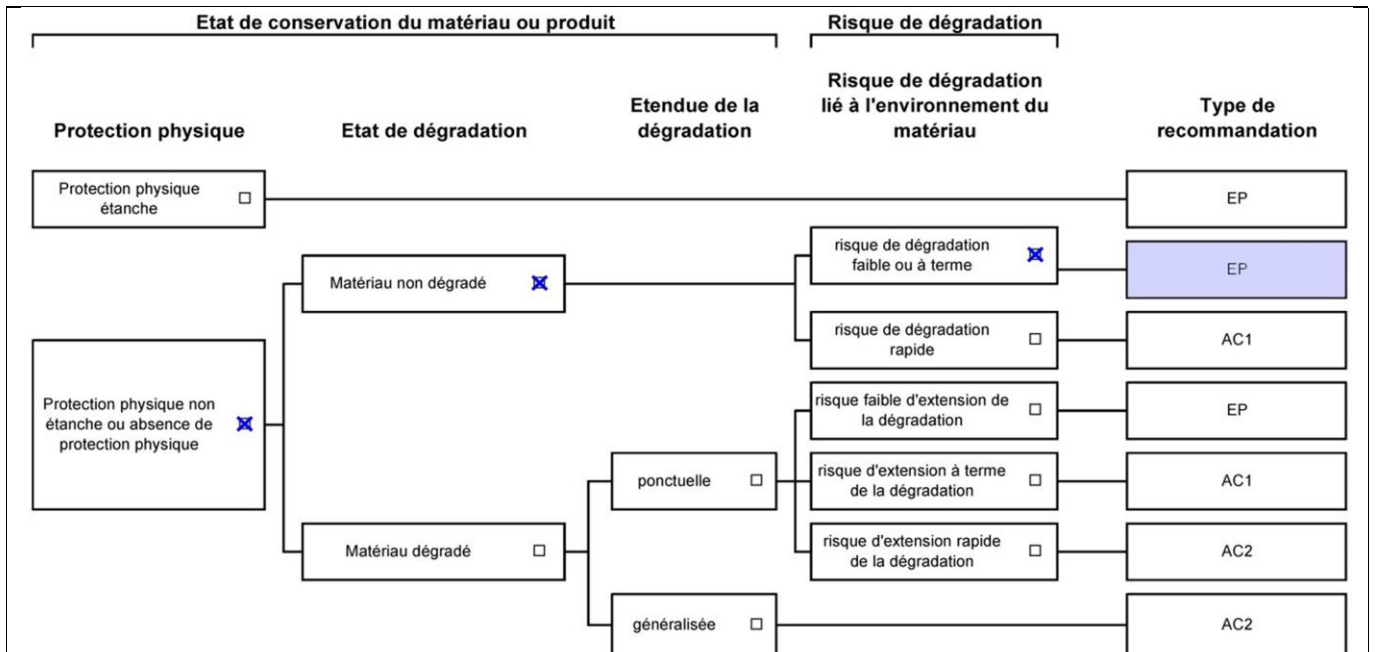 Etat de conservation du matériau ou produit
Risque de dégradation
Protection physique
Etat de dégradation
Etendue de la
dégradation
Risque de dégradation
lié à l'environnement du
matériau
Type de
recommandation
Protection physique
étanche
EP
risque de dégradation
faible ou à terme
EP
Matériau non dégradé
risque de dégradation
rapide
AC1
Protection physique non
étanche ou absence de
protection physique
risque faible d'extension de
la dégradation
EP
ponctuelle
risque d'extension à terme
de la dégradation
AC1
Matériau dégradé
risque d'extension rapide
de la dégradation
AC2
généralisée
AC2